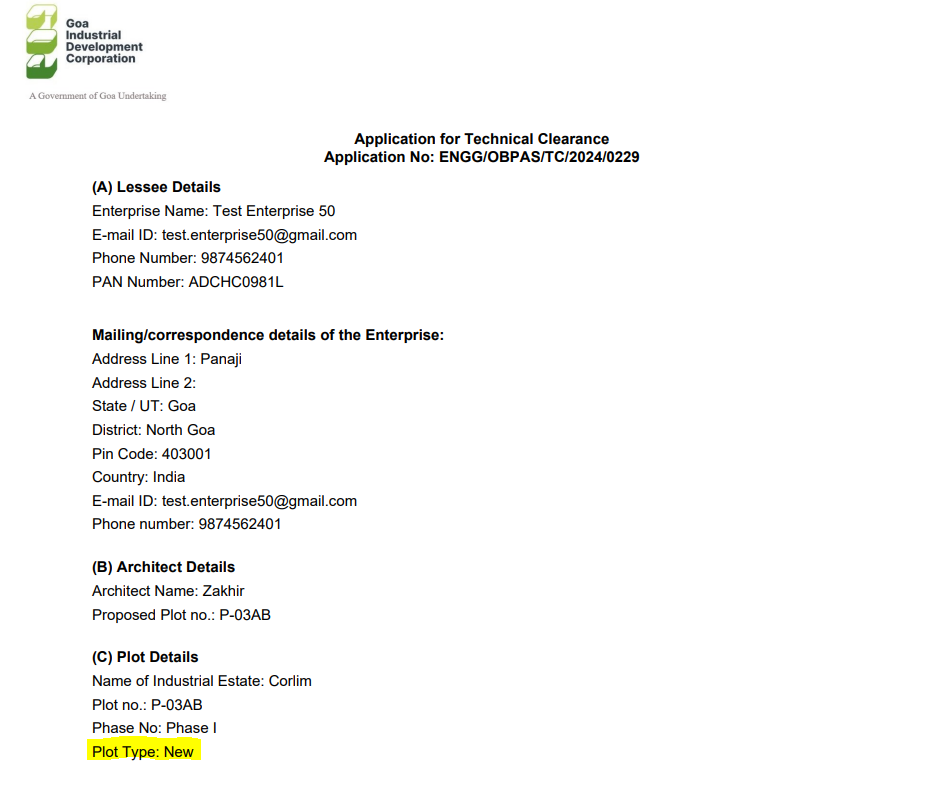 Goa
Industrial
Development
Corporation
A Government of Goa Undertaking
Application for Technical Clearance
Application No: ENGG/OBPAS/TC/2024/0229
(A) Lessee Details
Enterprise Name: Test Enterprise 50
E-mail ID: test.enterprise50@gmail.com
Phone Number: 9874562401
PAN Number: ADCHC0981L
Mailing/correspondence details of the Enterprise:
Address Line 1: Panaji
Address Line 2:
State / UT: Goa
District: North Goa
Pin Code: 403001
Country: India
E-mail ID: test.enterprise50@gmail.com
Phone number: 9874562401
(B) Architect Details
Architect Name: Zakhir
Proposed Plot no.: P-03AB
(C) Plot Details
Name of Industrial Estate: Corlim
Plot no.: P-03AB
Phase No: Phase I
Plot Type: New